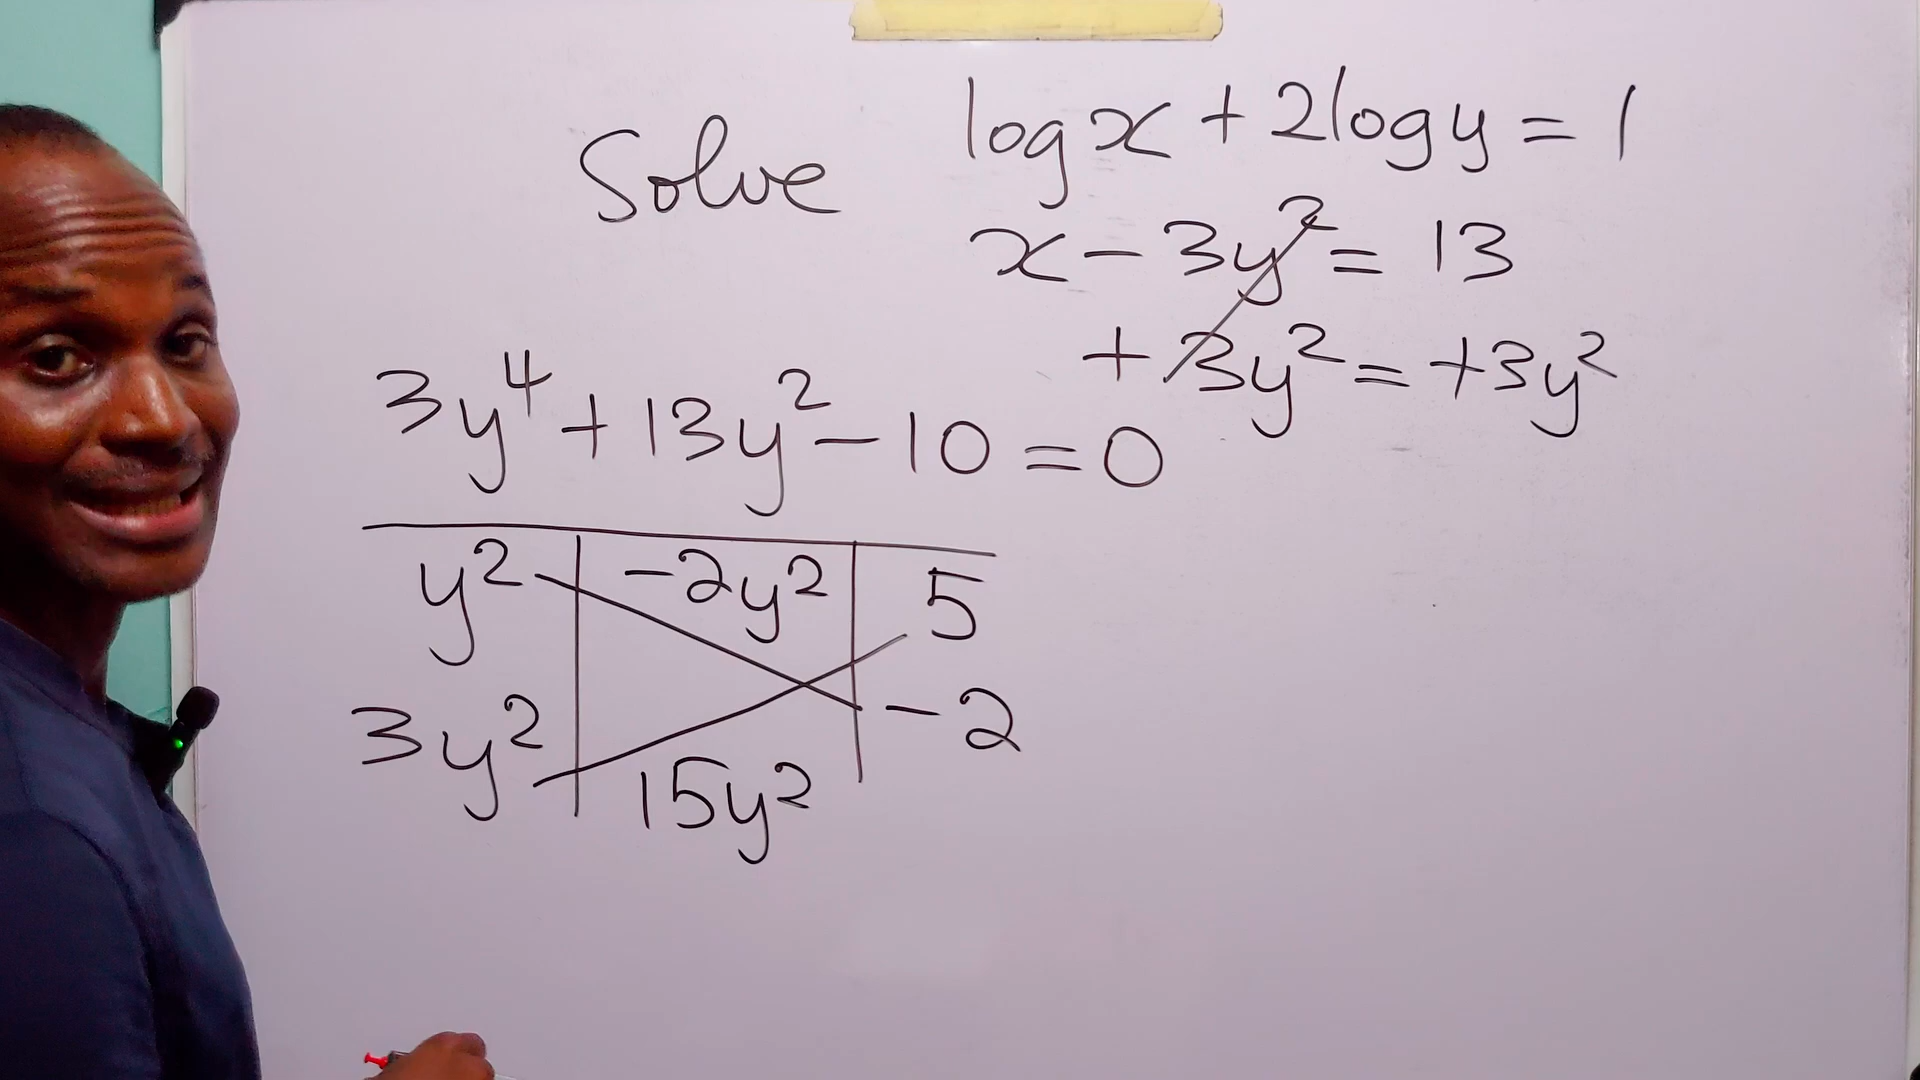 Solve log x + 2log y = 1
x - 3y² = 13
+ 3y² = +3y²
3y⁴ + 13y² - 10 = 0
y² -2y² 5
3y² 15y² -2